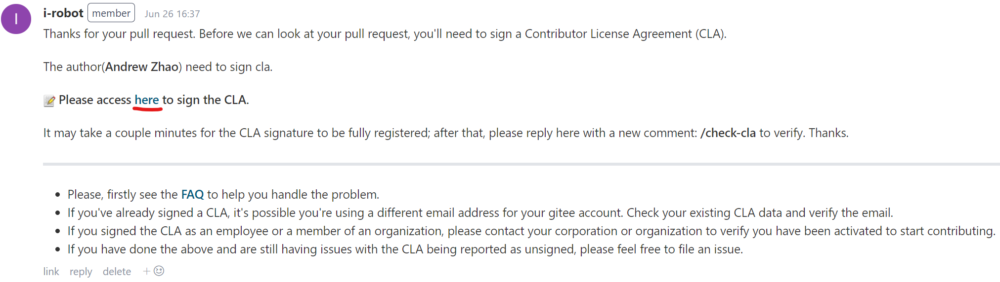 I
i-robot member Jun 26 16:37
Thanks for your pull request. Before we can look at your pull request, you'll need to sign a Contributor License Agreement (CLA).
The author(Andrew Zhao) need to sign cla.
📝 Please access here to sign the CLA.
It may take a couple minutes for the CLA signature to be fully registered; after that, please reply here with a new comment: /check-cla to verify. Thanks.
• Please, firstly see the FAQ to help you handle the problem.
• If you've already signed a CLA, it's possible you're using a different email address for your gitee account. Check your existing CLA data and verify the email.
• If you signed the CLA as an employee or a member of an organization, please contact your corporation or organization to verify you have been activated to start contributing.
• If you have done the above and are still having issues with the CLA being reported as unsigned, please feel free to file an issue.
link reply delete +